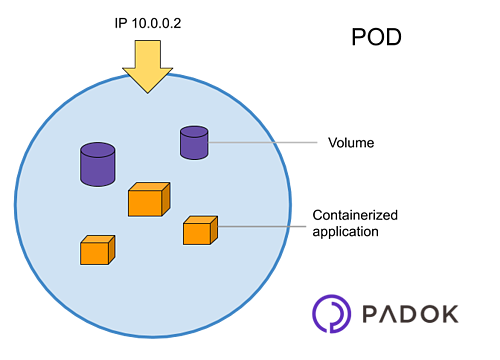 IP 10.0.0.2
POD
Volume
Containerized
application
PADOK